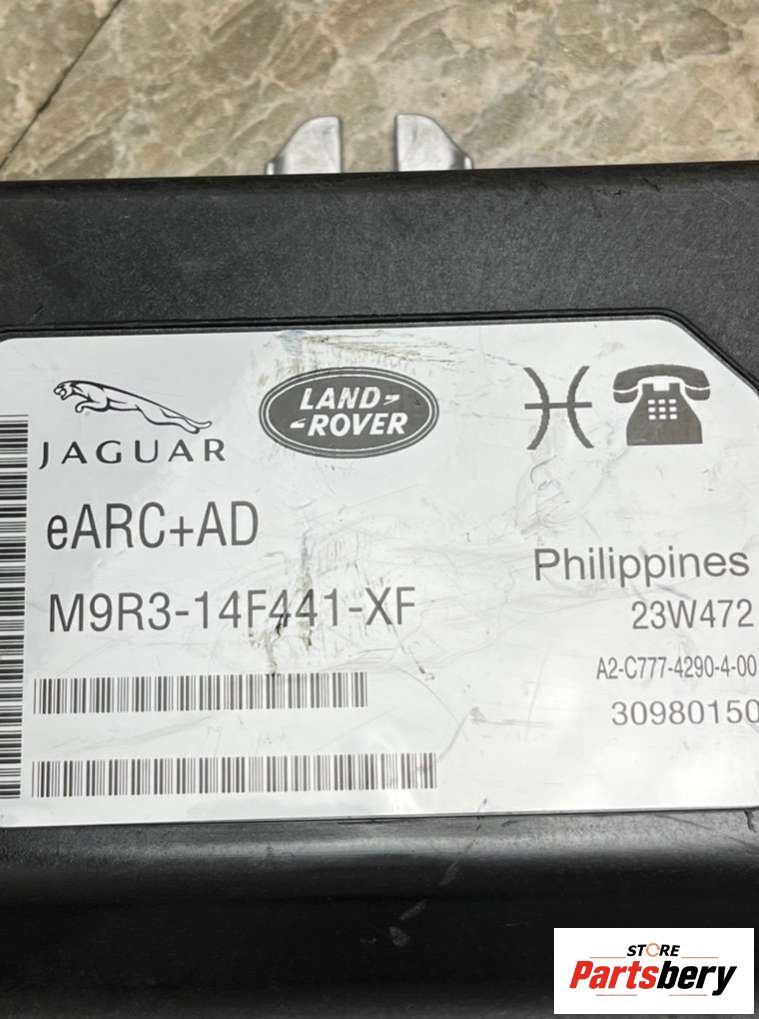 JAGUAR
LAND-
-ROVER
eARC+AD
M9R3-14F441-XF
Philippines
23W472
A2-C777-4290-4-00
30980150
STORE
Partsbery